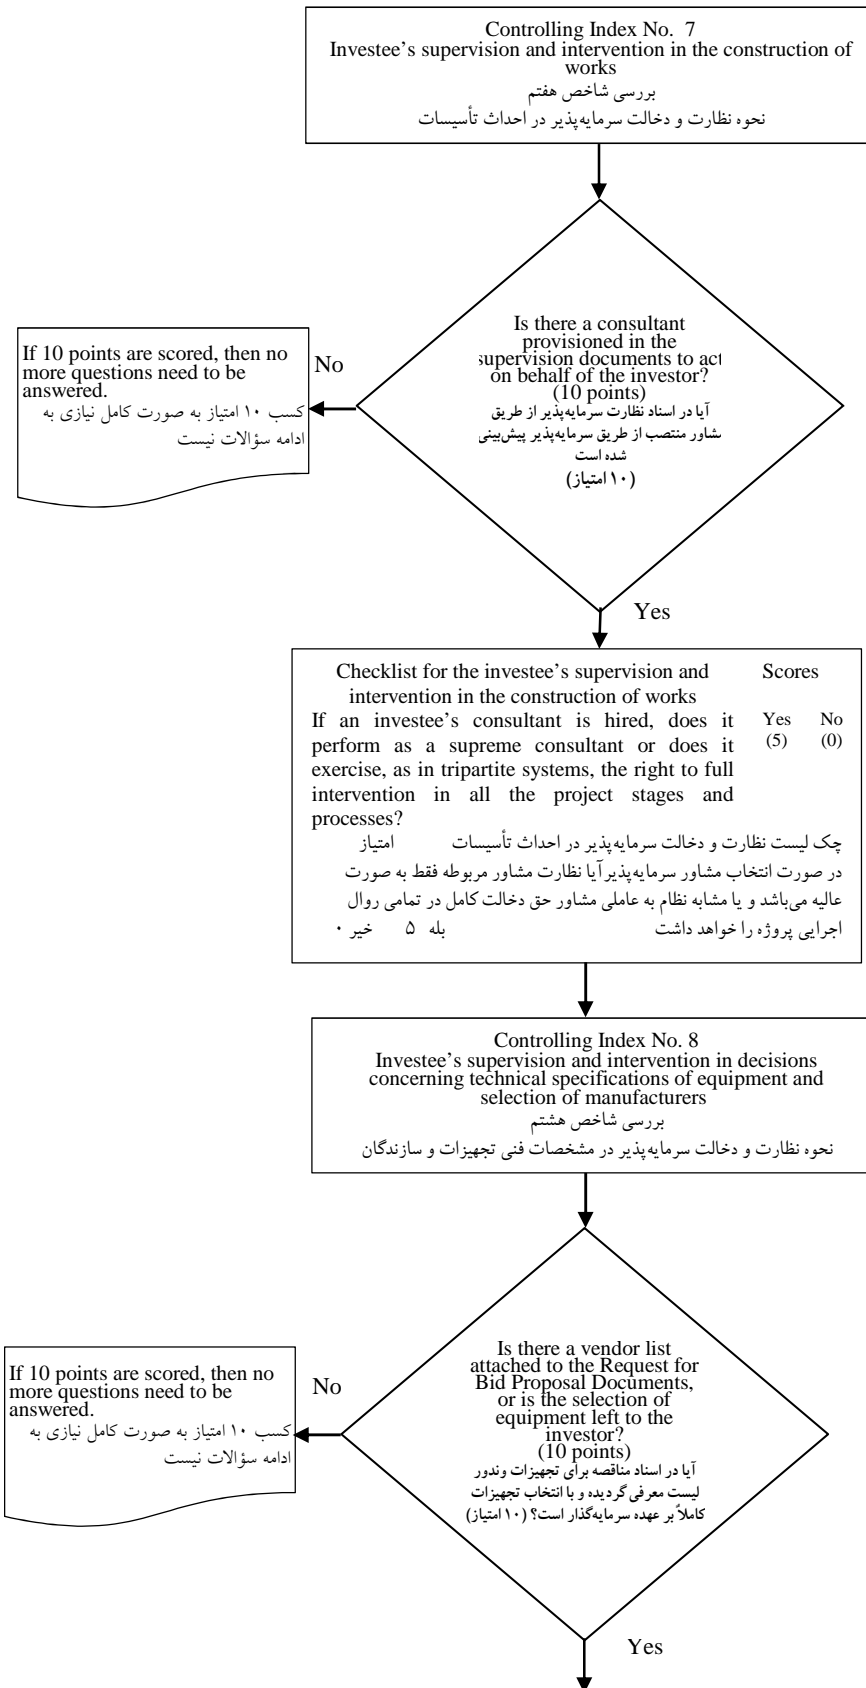 Controlling Index No. 7
Investee's supervision and intervention in the construction of
works
بررسی شاخص هفتم
نحوه نظارت و دخالت سرمایه‌پذیر در احداث تأسیسات
Is there a consultant
provisioned in the
supervision documents to act
on behalf of the investor?
(10 points)
آیا در اسناد نظارت سرمایه‌پذیر از طریق
مشاور منتصب از طریق سرمایه‌پذیر پیش‌بینی
شده است
(۱۰ امتیاز)
No
If 10 points are scored, then no
more questions need to be
answered.
کسب ۱۰ امتیاز به صورت کامل نیازی به
ادامه سؤالات نیست
Yes
Checklist for the investee's supervision and Scores
intervention in the construction of works
If an investee's consultant is hired, does it Yes No
perform as a supreme consultant or does it (5) (0)
exercise, as in tripartite systems, the right to full
intervention in all the project stages and
processes?
چک لیست نظارت و دخالت سرمایه‌پذیر در احداث تأسیسات امتیاز
در صورت انتخاب مشاور سرمایه‌پذیر آیا نظارت مشاور مربوطه فقط به صورت
عالیه می‌باشد و یا مشابه نظام به عاملی مشاور حق دخالت کامل در تمامی روال
اجرایی پروژه را خواهد داشت بله ۵ خیر ۰
Controlling Index No. 8
Investee's supervision and intervention in decisions
concerning technical specifications of equipment and
selection of manufacturers
بررسی شاخص هشتم
نحوه نظارت و دخالت سرمایه‌پذیر در مشخصات فنی تجهیزات و سازندگان
Is there a vendor list
attached to the Request for
Bid Proposal Documents,
or is the selection of
equipment left to the
investor?
(10 points)
آیا در اسناد مناقصه برای تجهیزات وندور
لیست معرفی گردیده و با انتخاب تجهیزات
کاملاً بر عهده سرمایه‌گذار است؟ (۱۰ امتیاز)
No
If 10 points are scored, then no
more questions need to be
answered.
کسب ۱۰ امتیاز به صورت کامل نیازی به
ادامه سؤالات نیست
Yes